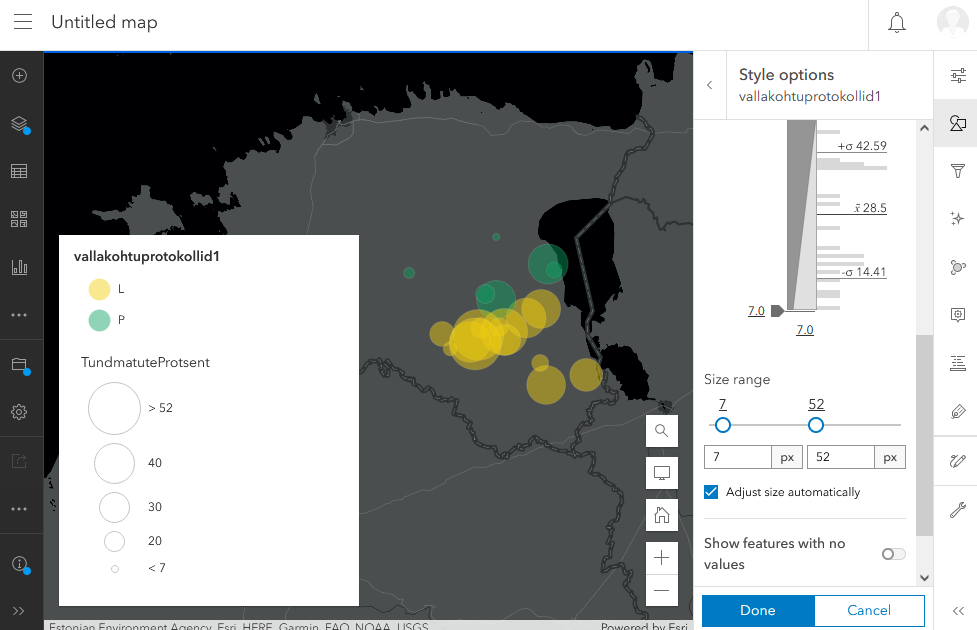 Untitled map
Style options
vallakohtuprotokollid1
+σ 42.59
x̄ 28.5
-σ 14.41
7.0
7.0
Size range
7
52
7 px
52 px
Adjust size automatically
Show features with no
values
Done
Cancel
vallakohtuprotokollid1
L
P
TundmatuteProtsent
> 52
40
30
20
< 7
Estonian Environment Agency, Esri, HERE, Garmin, FAO, NOAA, USGS
Powered by Esri